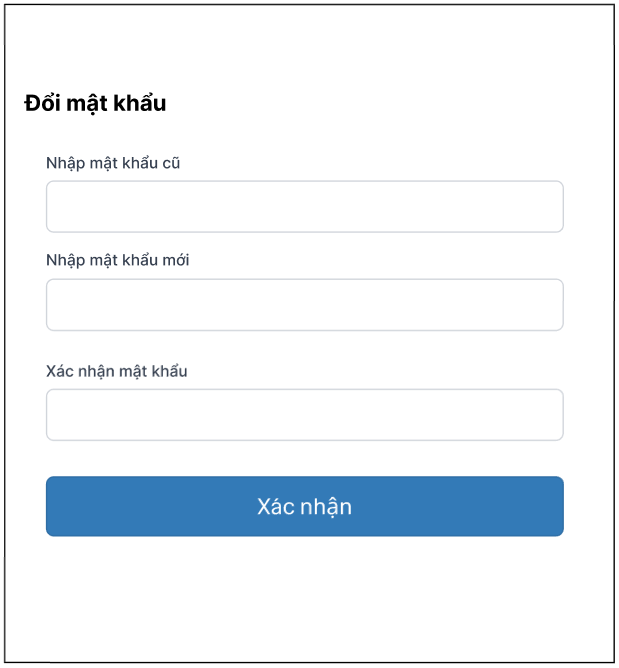 Đổi mật khẩu
Nhập mật khẩu cũ
Nhập mật khẩu mới
Xác nhận mật khẩu
Xác nhận